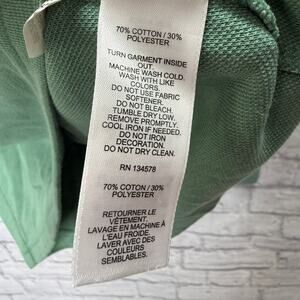 70% COTTON / 30%
POLYESTER
TURN GARMENT INSIDE
OUT.
MACHINE WASH COLD.
WASH WITH LIKE
COLORS.
DO NOT USE FABRIC
SOFTENER.
DO NOT BLEACH.
TUMBLE DRY LOW.
REMOVE PROMPTLY.
COOL IRON IF NEEDED.
DO NOT IRON
DECORATION.
DO NOT DRY CLEAN.
RN 134578
70% COTON / 30%
POLYESTER
RETOURNER LE
VÊTEMENT.
LAVAGE EN MACHINE À
L'EAU FROIDE.
LAVER AVEC DES
COULEURS
SEMBLABLES.